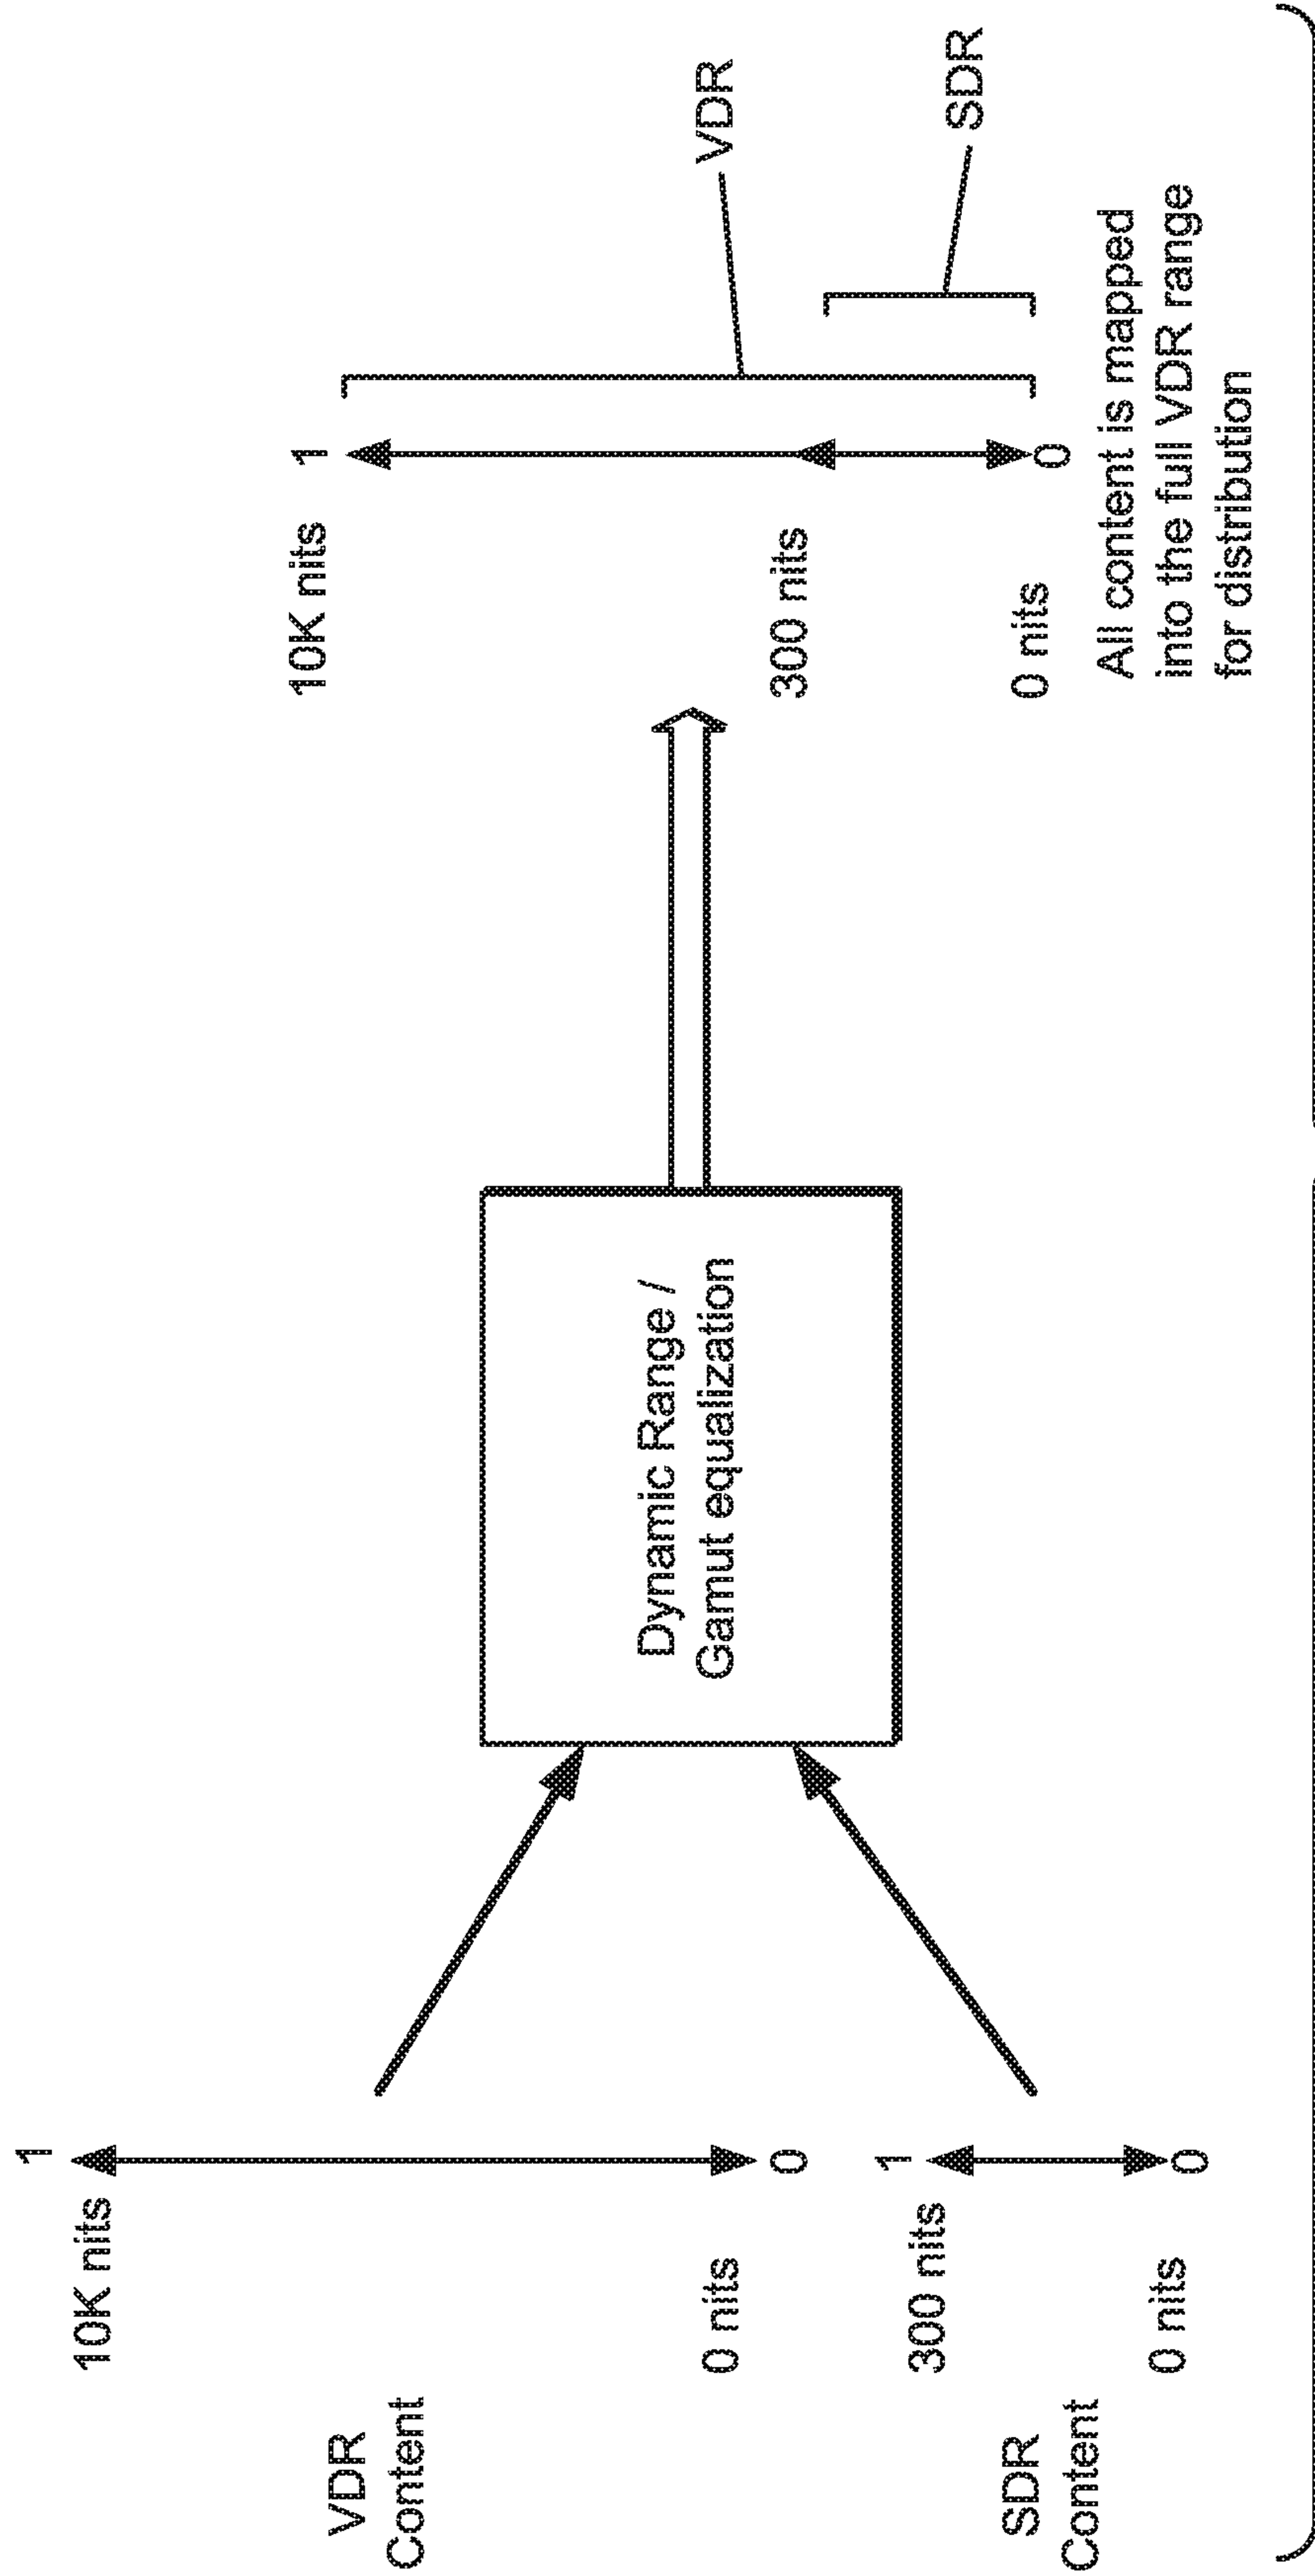 VDR
Content
10K nits
1
0 nits
0
SDR
Content
300 nits
1
0 nits
0
Dynamic Range /
Gamut equalization
10K nits
1
300 nits
0 nits
0
VDR
SDR
All content is mapped
into the full VDR range
for distribution